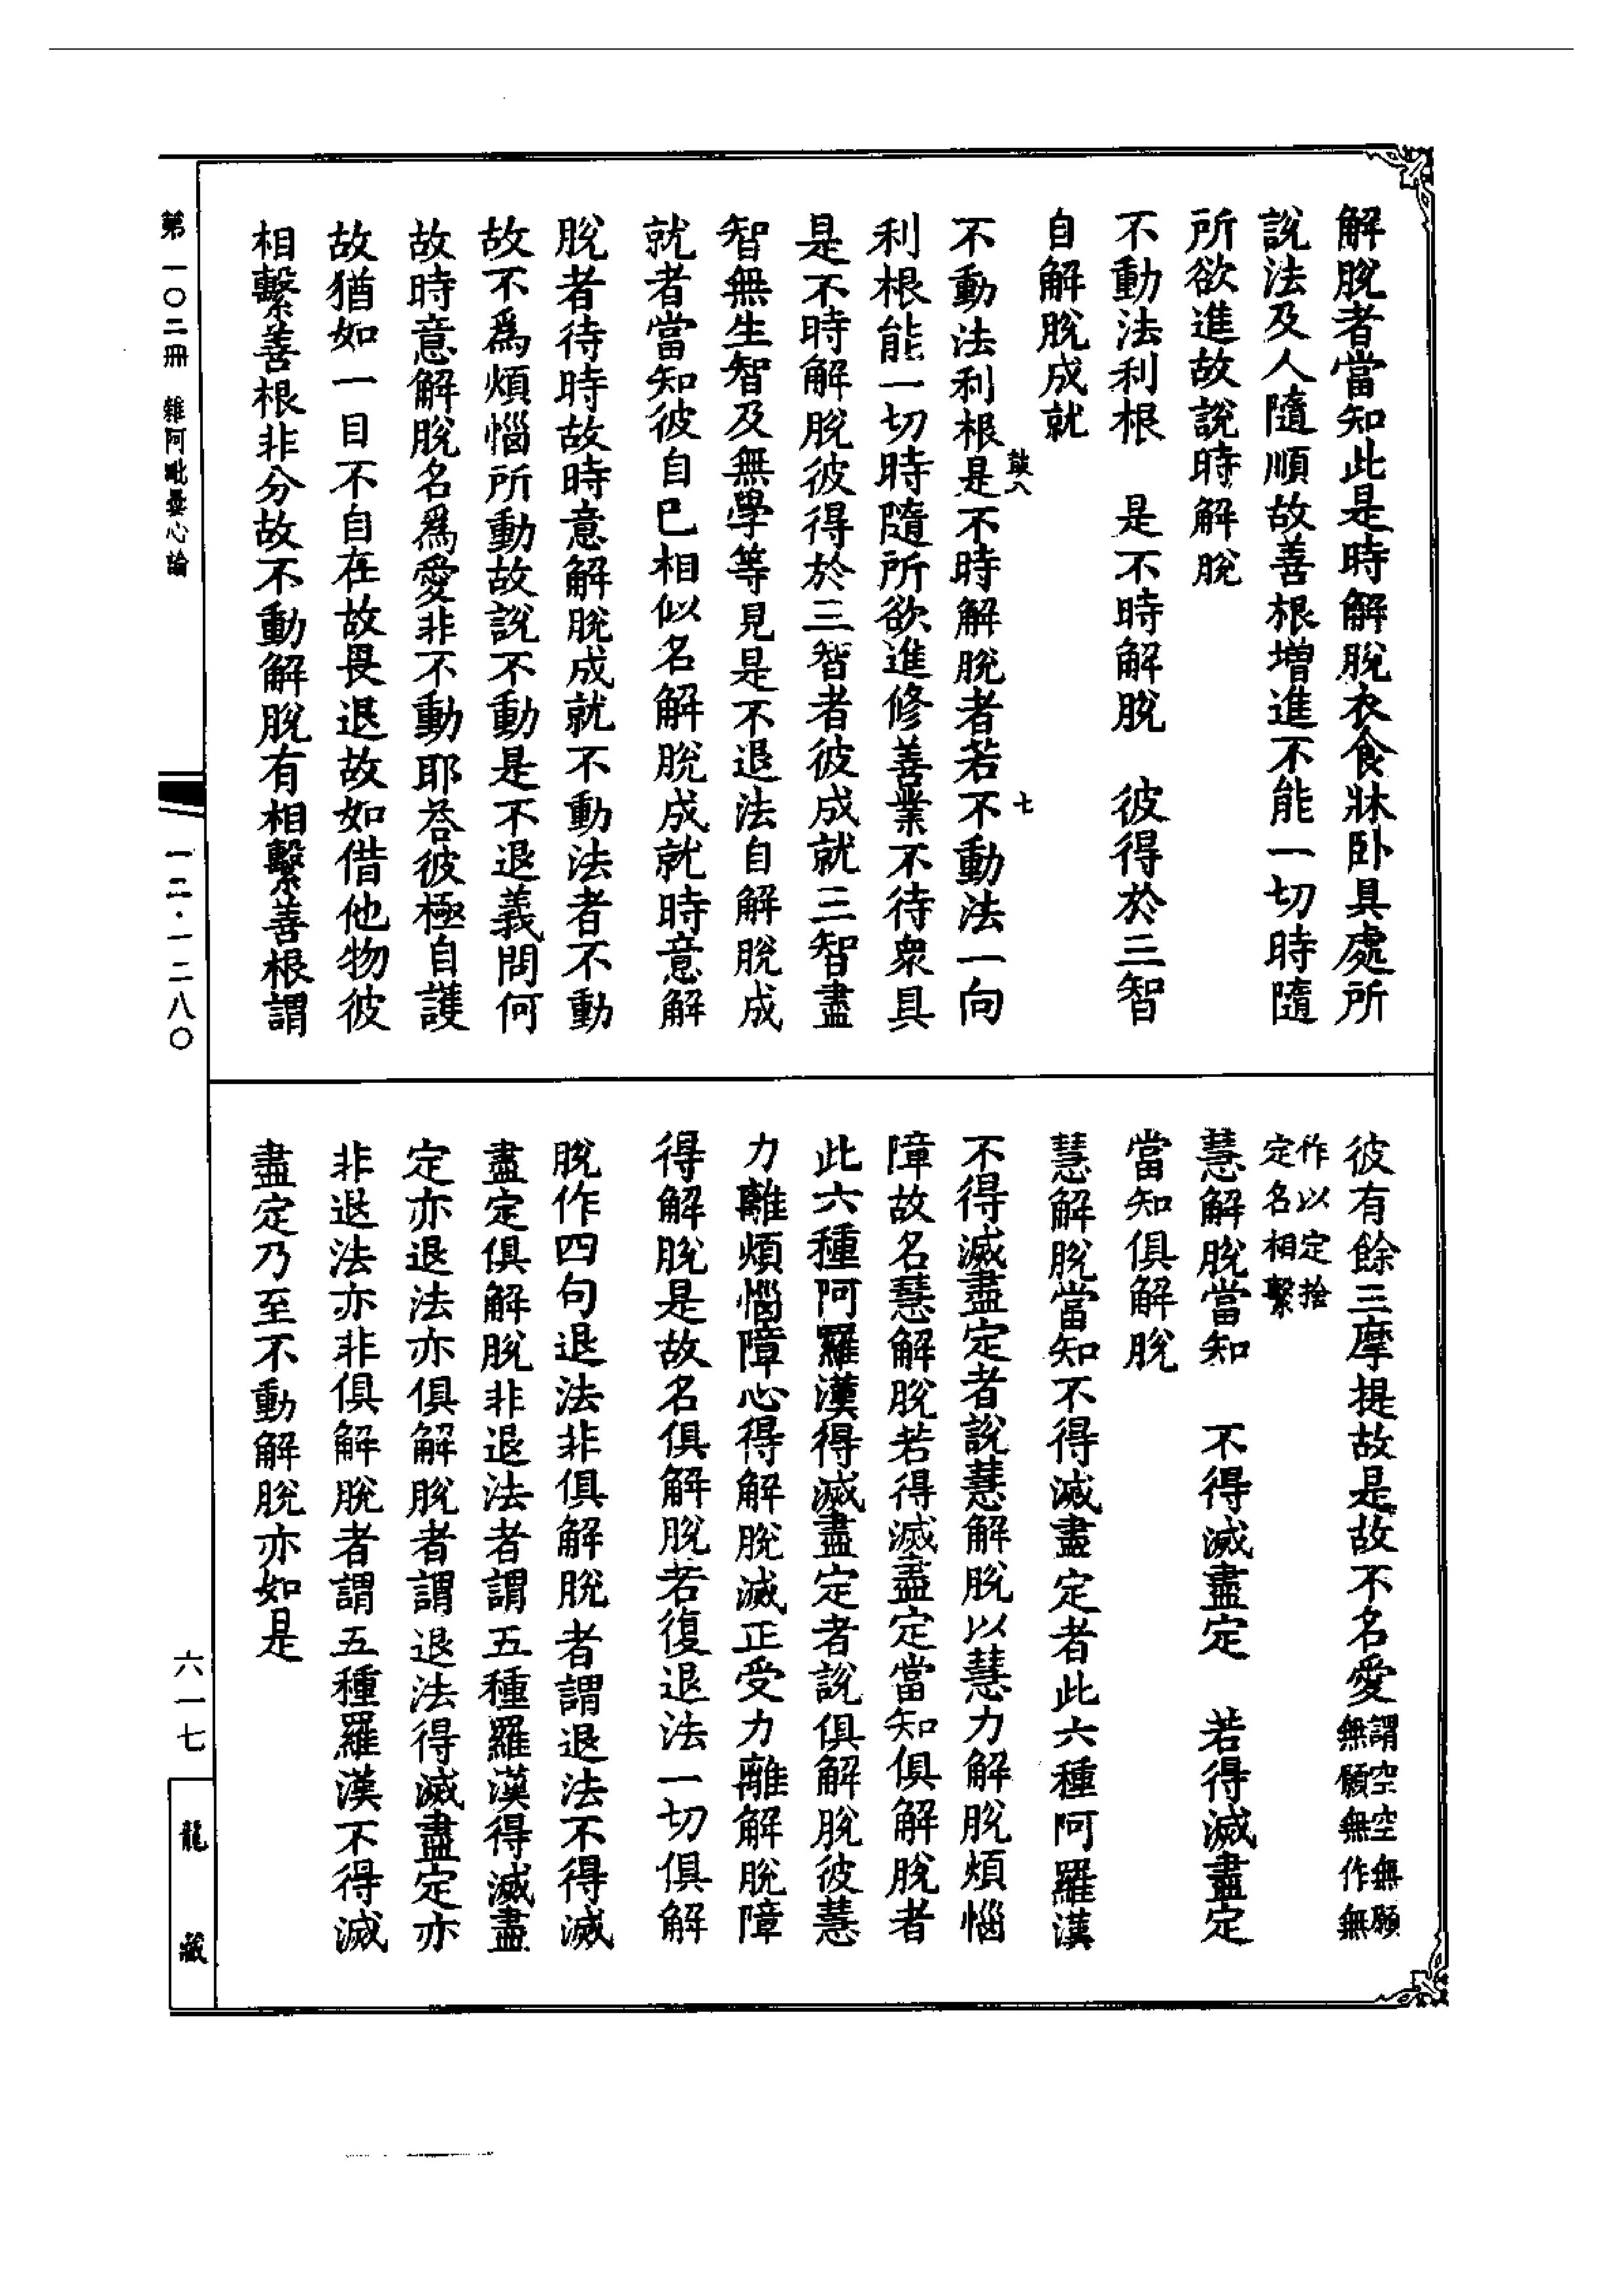 解脫者當知此是時解脫衣食牀卧具處所
說法及人隨順故善根增進不能一切時隨
所欲進故說時解脫
不動法利根　是不時解脫　彼得於三智
自解脫成就
不動法利根是不時解脫者若不動法一向
利根能一切時隨所欲進修善業不待衆具
是不時解脫彼得於三智者彼成就三智盡
智無生智及無學等見是不退法自解脫成
就者當知彼自已相似名解脫成就時意解
脫者待時故時意解脫成就不動法者不動
故不爲煩惱所動故說不動是不退義問何
故時意解脫名爲愛非不動耶荅彼極自護
故猶如一目不自在故畏退故如借他物彼
相繫善根非分故不動解脫有相繫善根謂
七
彼有餘三摩提故是故不名愛謂空空無願無願無作無
作以定捨定名相繫
慧解脫當知　不得滅盡定　若得滅盡定
當知俱解脫
慧解脫當知不得滅盡定者此六種阿羅漢
不得滅盡定者說慧解脫以慧力解脫煩惱
障故名慧解脫若得滅盡定當知俱解脫者
此六種阿羅漢得滅盡定者說俱解脫彼慧
力離煩惱障心得解脫滅正受力離解脫障
得解脫是故名俱解脫若復退法一切俱解
脫作四句退法非俱解脫者謂退法不得滅
盡定俱解脫非退法者謂五種羅漢得滅盡
定亦退法亦俱解脫者謂退法得滅盡定亦
非退法亦非俱解脫者謂五種羅漢不得滅
盡定乃至不動解脫亦如是
第一〇二冊　雜阿毗曇心論
一二·一二八〇
六一七
龍藏